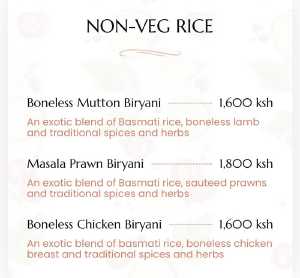 NON-VEG RICE
Boneless Mutton Biryani 1,600 ksh
An exotic blend of Basmati rice, boneless lamb
and traditional spices and herbs
Masala Prawn Biryani 1,800 ksh
An exotic blend of Basmati rice, sauteed prawns
and traditional spices and herbs
Boneless Chicken Biryani 1,600 ksh
An exotic blend of basmati rice, boneless chicken
breast and traditional spices and herbs